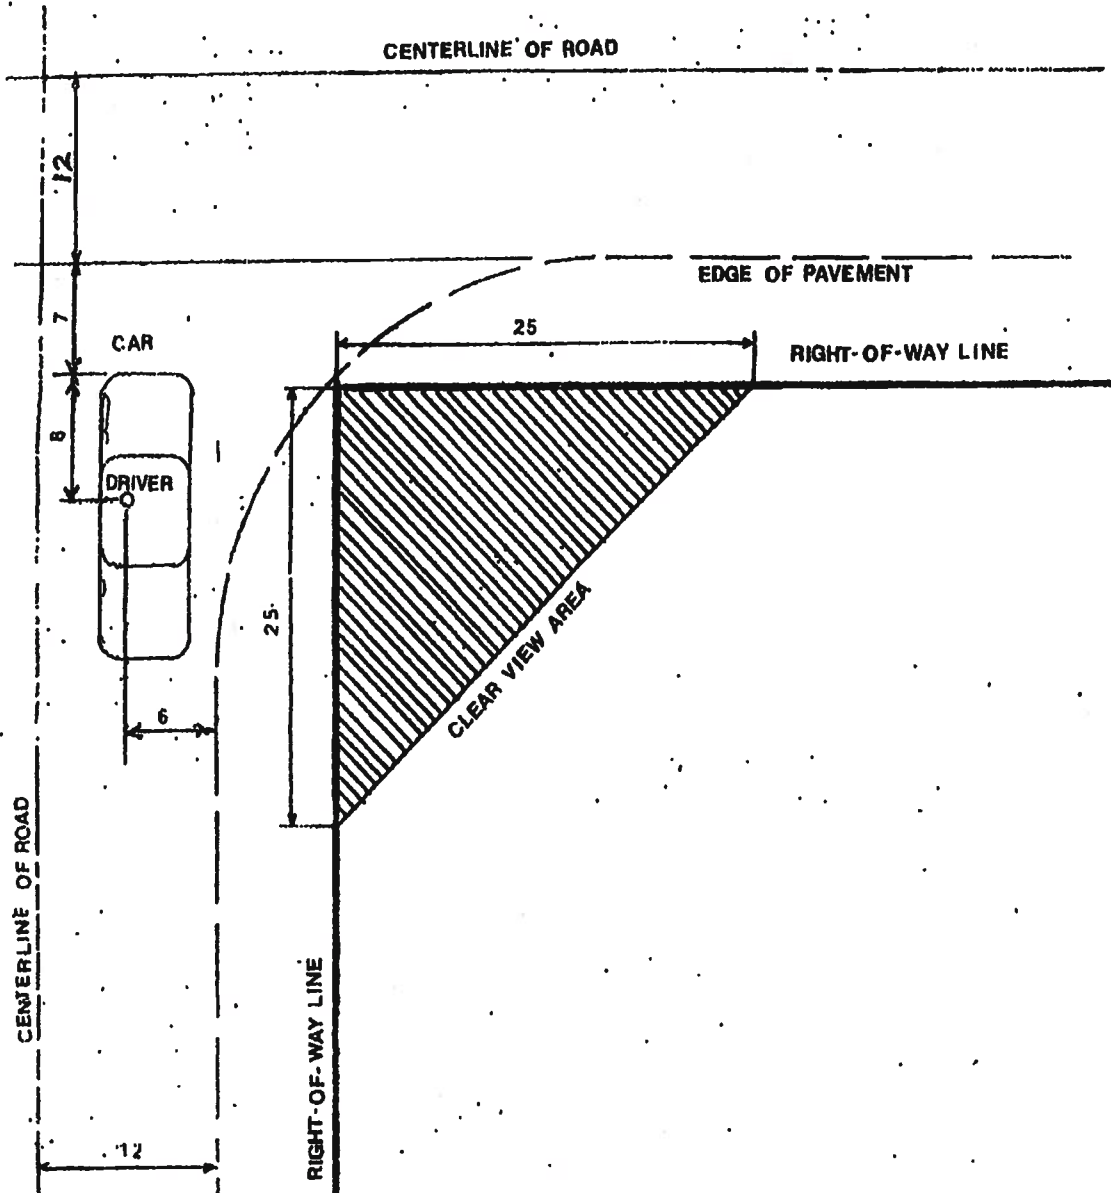 CENTERLINE OF ROAD
12
EDGE OF PAVEMENT
7
25
CAR
RIGHT-OF-WAY LINE
8
DRIVER
25
CLEAR VIEW AREA
6
CENTERLINE OF ROAD
RIGHT-OF-WAY LINE
12